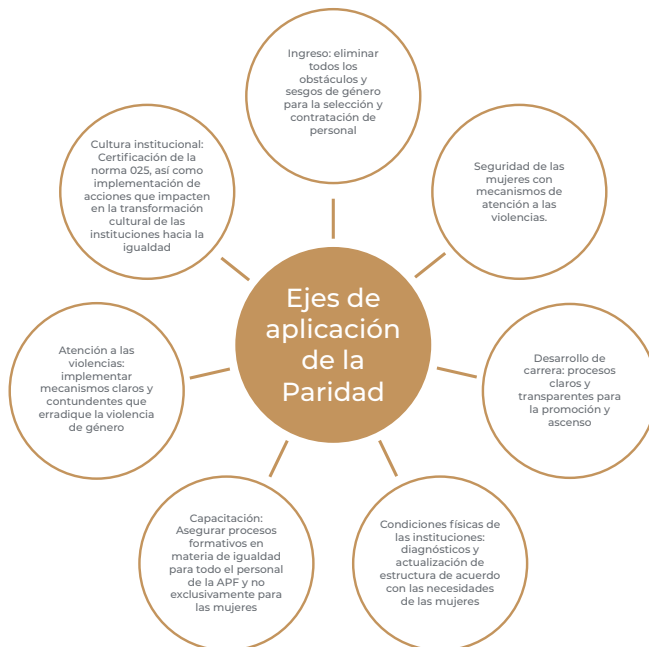 Ingreso: eliminar
todos los
obstáculos y
sesgos de género
para la selección y
contratación de
personal
Seguridad de las
mujeres con
mecanismos de
atención a las
violencias.
Desarrollo de
carrera: procesos
claros y
transparentes para
la promoción y
ascenso
Condiciones físicas de
las instituciones:
diagnósticos y
actualización de
estructura de acuerdo
con las necesidades
de las mujeres
Capacitación:
Asegurar procesos
formativos en
materia de igualdad
para todo el personal
de la APF y no
exclusivamente para
las mujeres
Atención a las
violencias:
implementar
mecanismos claros y
contundentes que
erradique la violencia
de género
Cultura institucional:
Certificación de la
norma 025, así como
implementación de
acciones que impacten
en la transformación
cultural de las
instituciones hacia la
igualdad
Ejes de
aplicación
de la
Paridad